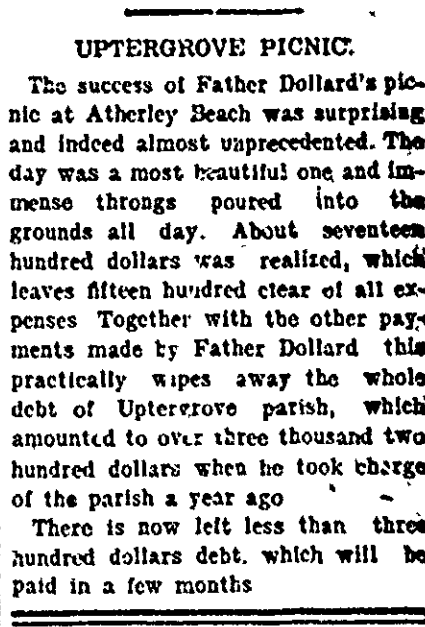 UPTERGROVE PICNIC.
The success of Father Dollard's pic-
nic at Atherley Beach was surprising
and indeed almost unprecedented. The
day was a most beautiful one and im-
mense throngs poured into the
grounds all day. About seventeen
hundred dollars was realized, which
leaves fifteen hundred clear of all ex-
penses Together with the other pay-
ments made by Father Dollard this
practically wipes away the whole
debt of Uptergrove parish, which
amounted to over three thousand two
hundred dollars when he took charge
of the parish a year ago
There is now left less than three
hundred dollars debt. which will be
paid in a few months